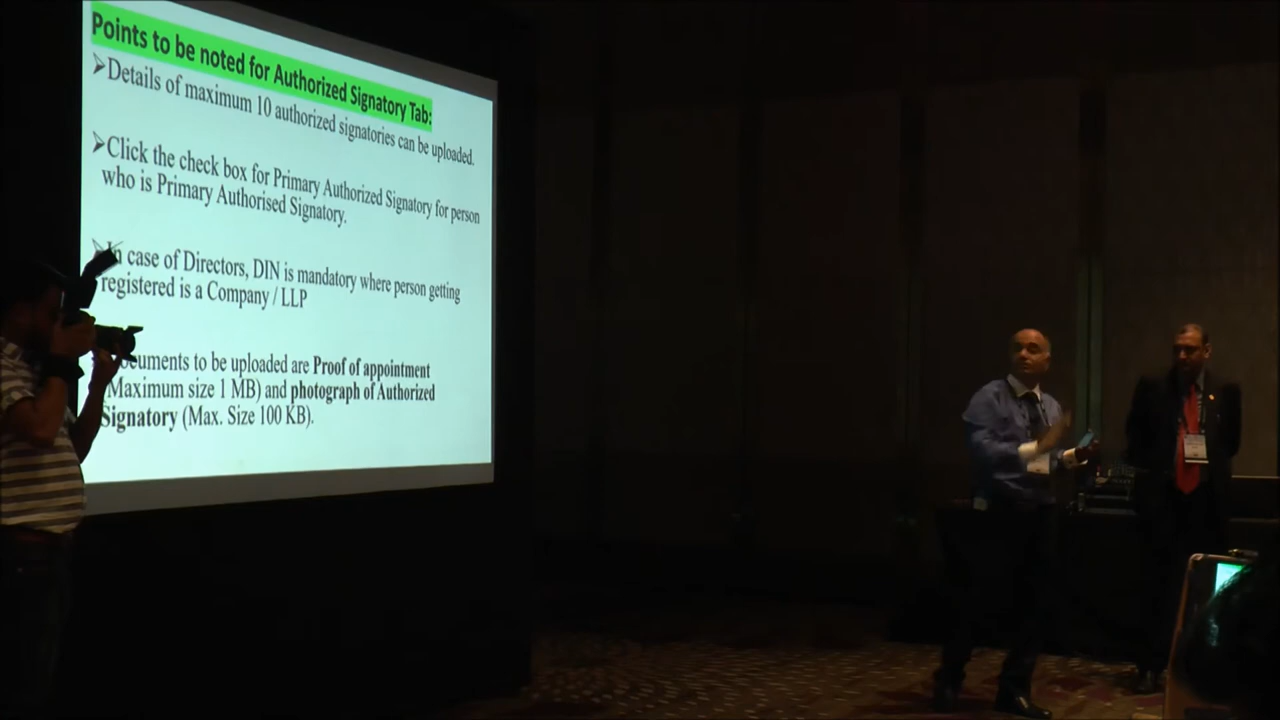 Points to be noted for Authorized Signatory Tab:
➢Details of maximum 10 authorized signatories can be uploaded.
➢Click the check box for Primary Authorized Signatory for person
who is Primary Authorised Signatory.
➢In case of Directors, DIN is mandatory where person getting
registered is a Company / LLP
to be uploaded are Proof of appointment
Maximum size 1 MB) and photograph of Authorized
Signatory (Max. Size 100 KB).